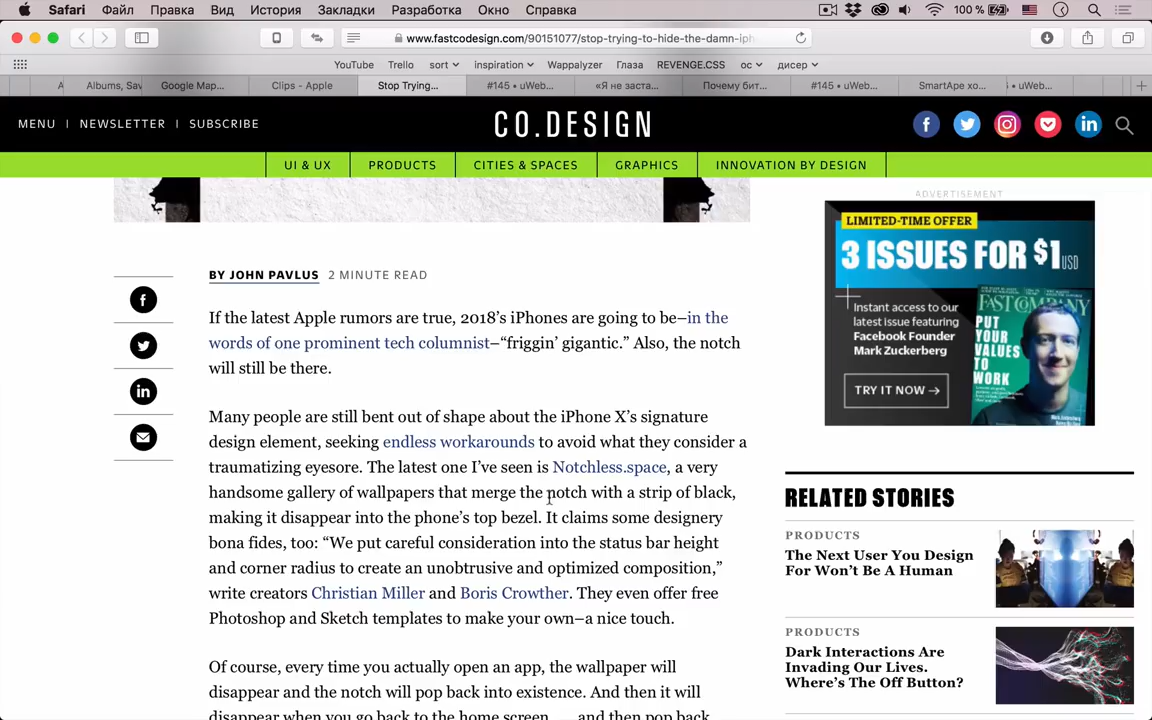 Safari Файл Правка Вид История Закладки Разработка Окно Справка 100 %
www.fastcodesign.com/90151077/stop-trying-to-hide-the-damn-iph
YouTube Trello sort inspiration Wappalyzer Глаза REVENGE.CSS ос дисер
A Albums, Sav Google Map... Clips - Apple Stop Trying... #145 • uWeb... «Я не заста... Почему бит... #145 • uWeb... SmartApe хо... • uWeb...
MENU | NEWSLETTER | SUBSCRIBE
CO.DESIGN
UI & UX PRODUCTS CITIES & SPACES GRAPHICS INNOVATION BY DESIGN
BY JOHN PAVLUS 2 MINUTE READ
If the latest Apple rumors are true, 2018’s iPhones are going to be–in the
words of one prominent tech columnist–“friggin’ gigantic.” Also, the notch
will still be there.
Many people are still bent out of shape about the iPhone X’s signature
design element, seeking endless workarounds to avoid what they consider a
traumatizing eyesore. The latest one I’ve seen is Notchless.space, a very
handsome gallery of wallpapers that merge the notch with a strip of black,
making it disappear into the phone’s top bezel. It claims some designery
bona fides, too: “We put careful consideration into the status bar height
and corner radius to create an unobtrusive and optimized composition,”
write creators Christian Miller and Boris Crowther. They even offer free
Photoshop and Sketch templates to make your own–a nice touch.
Of course, every time you actually open an app, the wallpaper will
disappear and the notch will pop back into existence. And then it will
disappear when you go back to the home screen . . . and then pop back
ADVERTISEMENT
LIMITED-TIME OFFER
3 ISSUES FOR $1 USD
Instant access to our
latest issue featuring
Facebook Founder
Mark Zuckerberg
TRY IT NOW →
FAST COMPANY
PUT
YOUR
VALUES
TO
WORK
RELATED STORIES
PRODUCTS
The Next User You Design
For Won’t Be A Human
PRODUCTS
Dark Interactions Are
Invading Our Lives.
Where’s The Off Button?